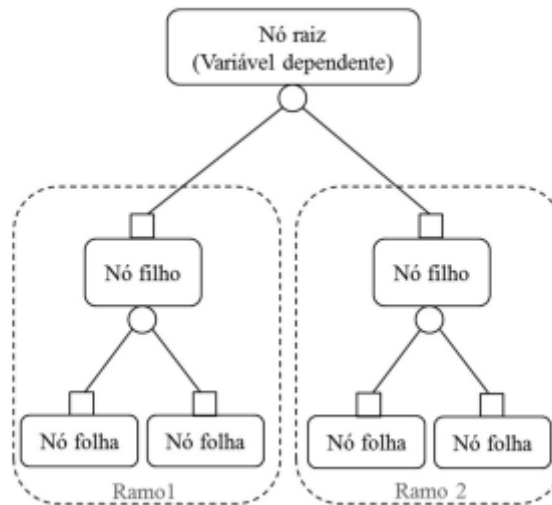 Nó raiz
(Variável dependente)
Nó filho
Nó filho
Nó folha
Nó folha
Nó folha
Nó folha
Ramo1
Ramo 2